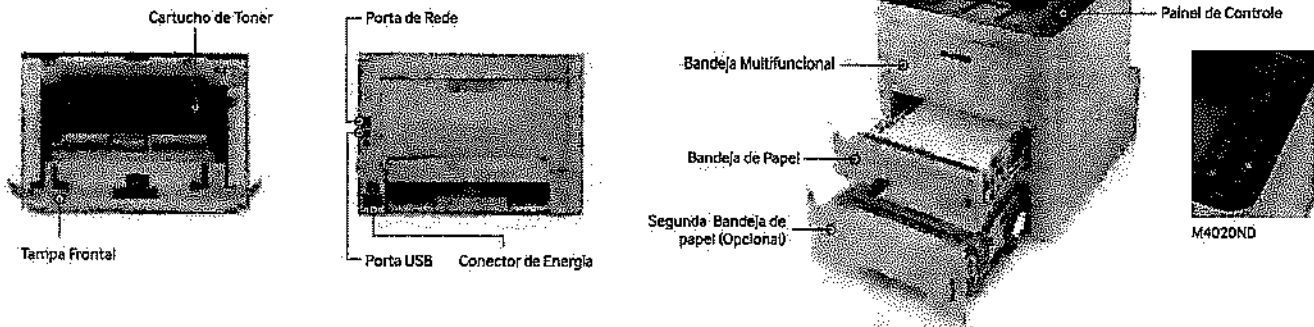 Cartucho de Toner
Tampa Frontal
Porta de Rede
Porta USB
Conector de Energia
Painel de Controle
Bandeja Multifuncional
Bandeja de Papel
Segunda Bandeja de
papel (Opcional)
M4020ND